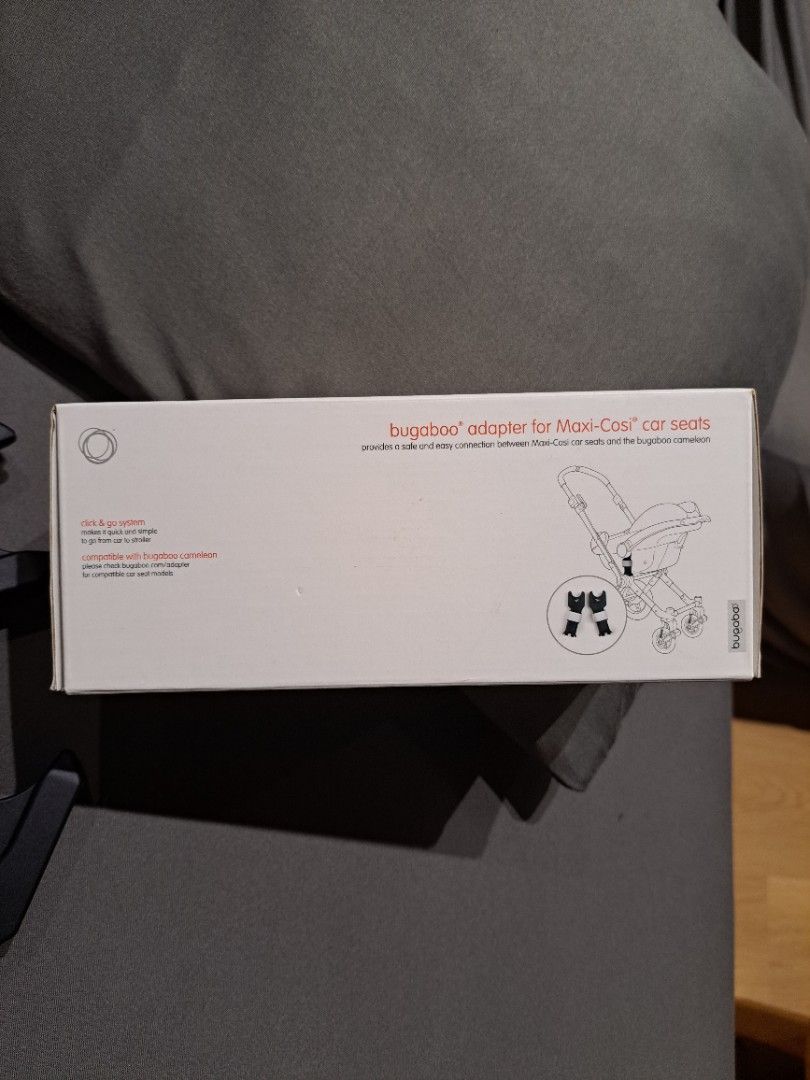 bugaboo® adapter for Maxi-Cosi® car seats
provides a safe and easy connection between Maxi-Cosi car seats and the bugaboo cameleon
click & go system
makes it quick and simple
to go from car to stroller
compatible with bugaboo cameleon
please check bugaboo.com/adapter
for compatible car seat models
bugaboo